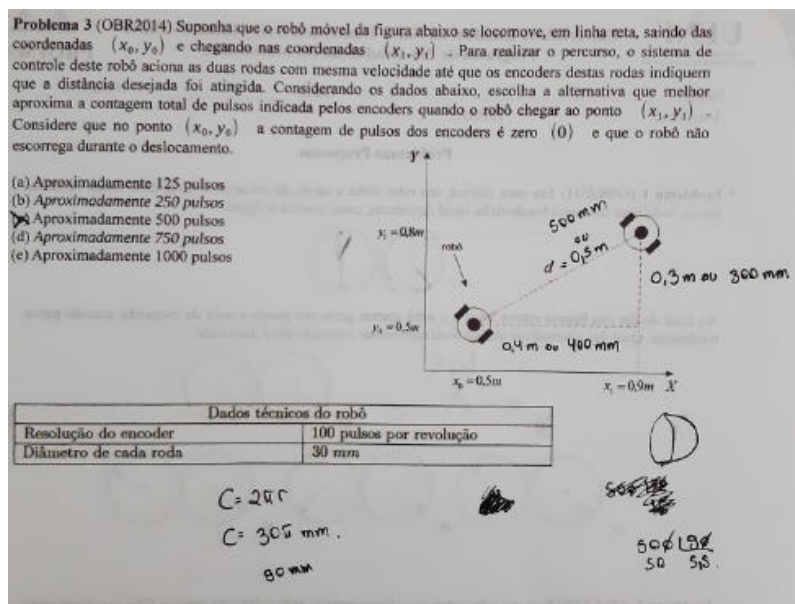 Problema 3 (OBR2014) Suponha que o robô móvel da figura abaixo se locomove, em linha reta, saindo das
coordenadas (x₀, y₀) e chegando nas coordenadas (x₁, y₁) . Para realizar o percurso, o sistema de
controle deste robô aciona as duas rodas com mesma velocidade até que os encoders destas rodas indiquem
que a distância desejada foi atingida. Considerando os dados abaixo, escolha a alternativa que melhor
aproxima a contagem total de pulsos indicada pelos encoders quando o robô chegar ao ponto (x₁, y₁) .
Considere que no ponto (x₀, y₀) a contagem de pulsos dos encoders é zero (0) e que o robô não
escorrega durante o deslocamento.
(a) Aproximadamente 125 pulsos
(b) Aproximadamente 250 pulsos
Aproximadamente 500 pulsos
(d) Aproximadamente 750 pulsos
(e) Aproximadamente 1000 pulsos
Y
y₁ = 0,8m
robô
500 mm
ou
d = 0,5 m
0,3 m ou 300 mm
y₀ = 0,5m
0,4 m ou 400 mm
x₀ = 0,5m
x₁ = 0,9m X
Dados técnicos do robô
Resolução do encoder 100 pulsos por revolução
Diâmetro de cada roda 30 mm
C = 2πr
C = 30π mm.
90 mm
500 90
50 5,5